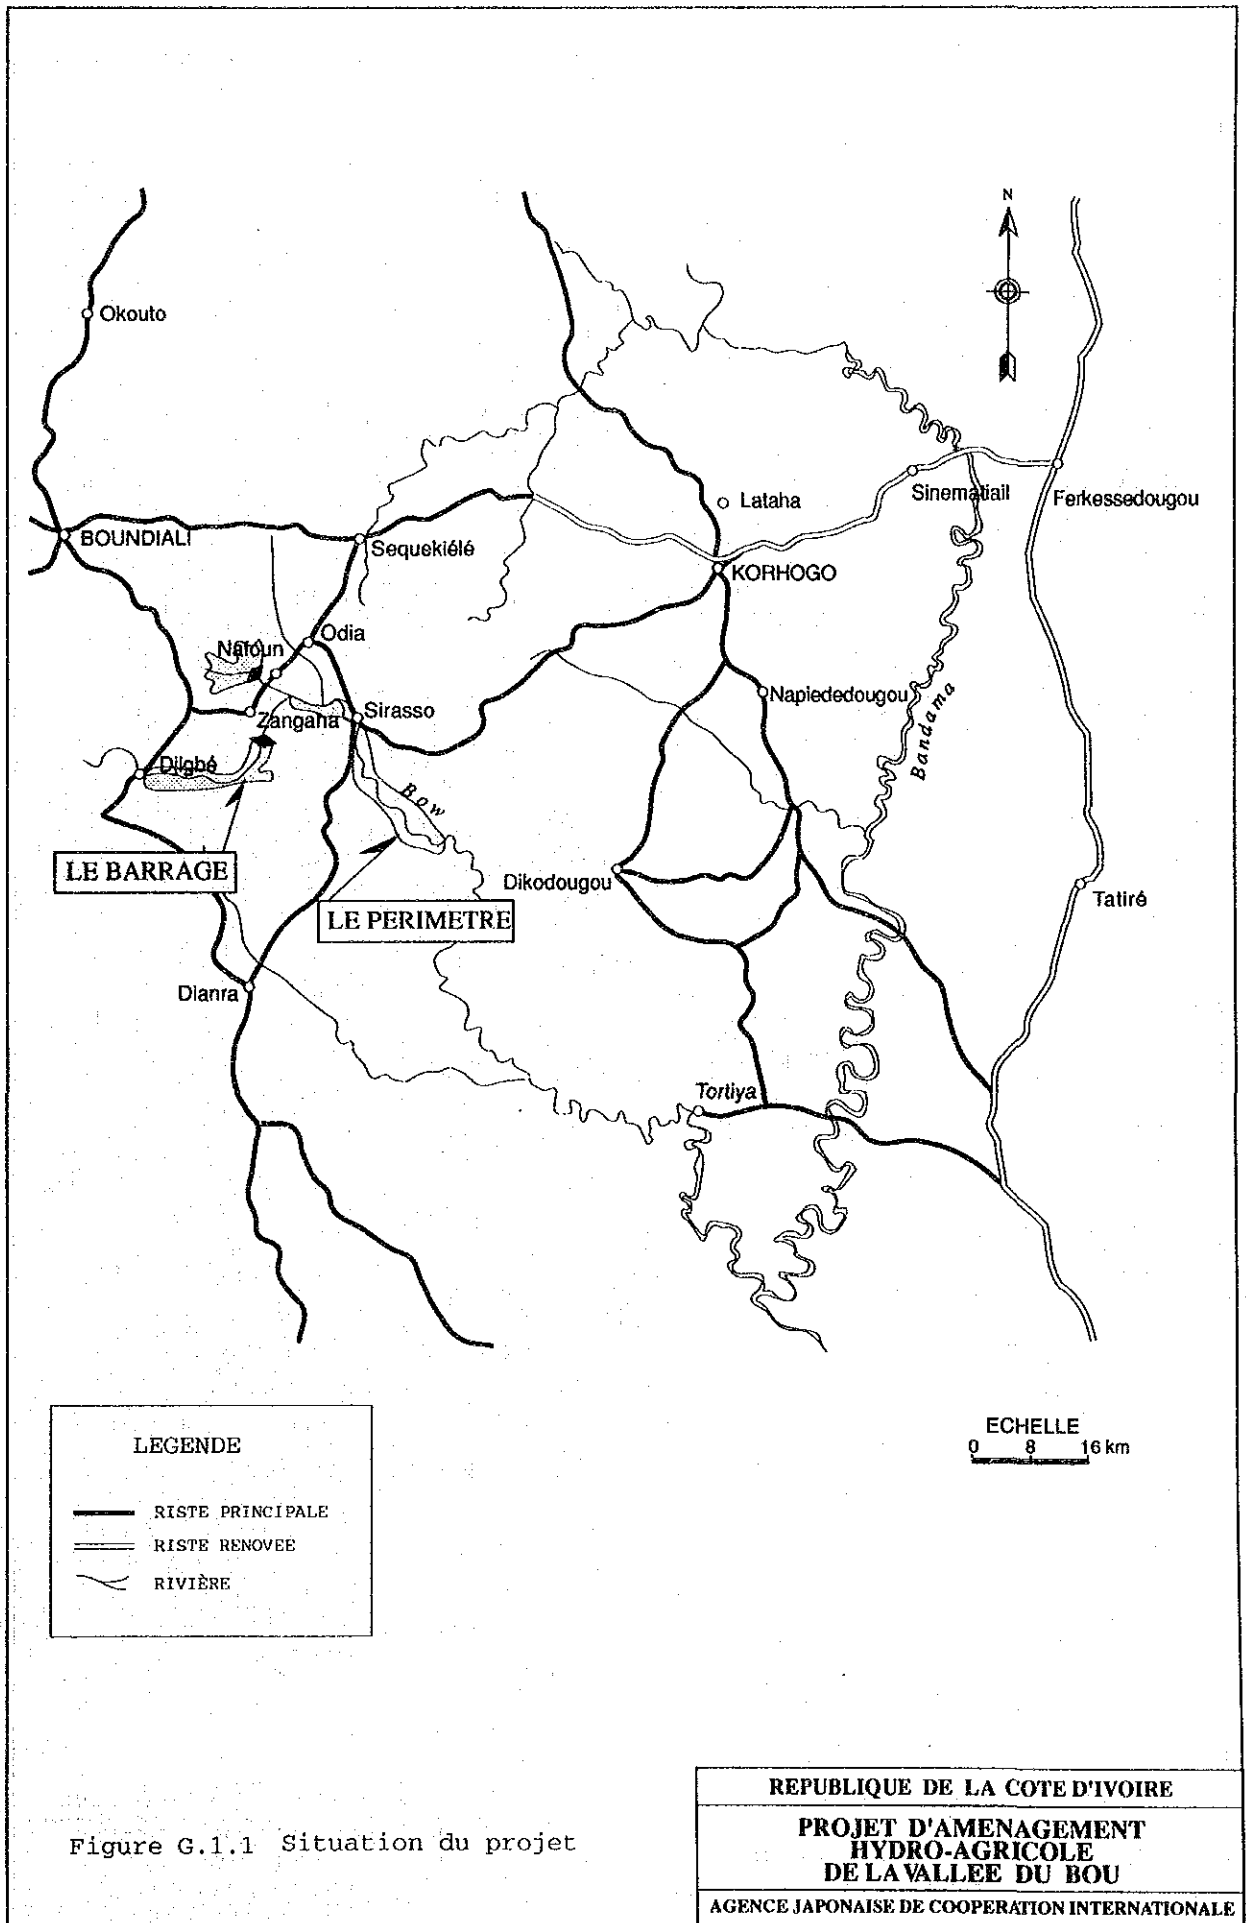 N
Okouto
Lataha
Sinematiail
Ferkessedougou
BOUNDIALI
Sequekiélé
KORHOGO
Odia
Nafoun
Napiededougou
Zangana
Sirasso
Bandama
Dilgbé
Bow
LE BARRAGE
Dikodougou
Tatiré
LE PERIMETRE
Dianra
Tortiya
ECHELLE
0 8 16 km
LEGENDE
RISTE PRINCIPALE
RISTE RENOVEE
RIVIÈRE
Figure G.1.1 Situation du projet
REPUBLIQUE DE LA COTE D'IVOIRE
PROJET D'AMENAGEMENT
HYDRO-AGRICOLE
DE LA VALLEE DU BOU
AGENCE JAPONAISE DE COOPERATION INTERNATIONALE